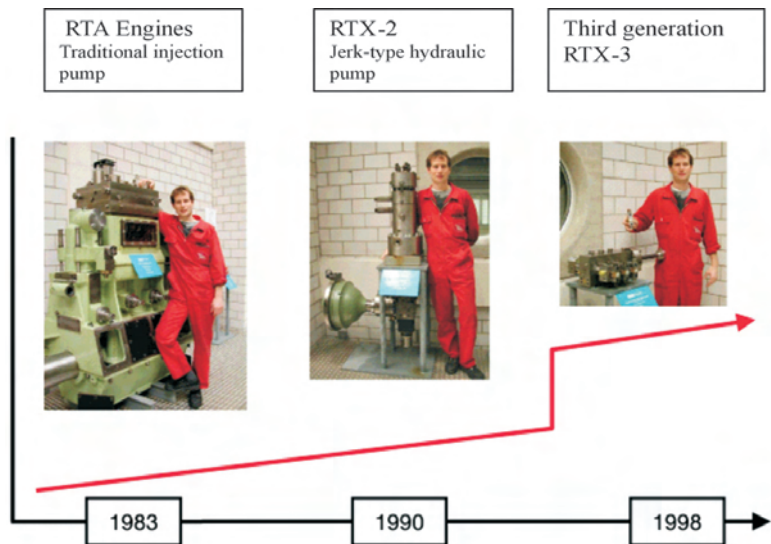 RTA Engines
Traditional injection
pump
RTX-2
Jerk-type hydraulic
pump
Third generation
RTX-3
1983
1990
1998